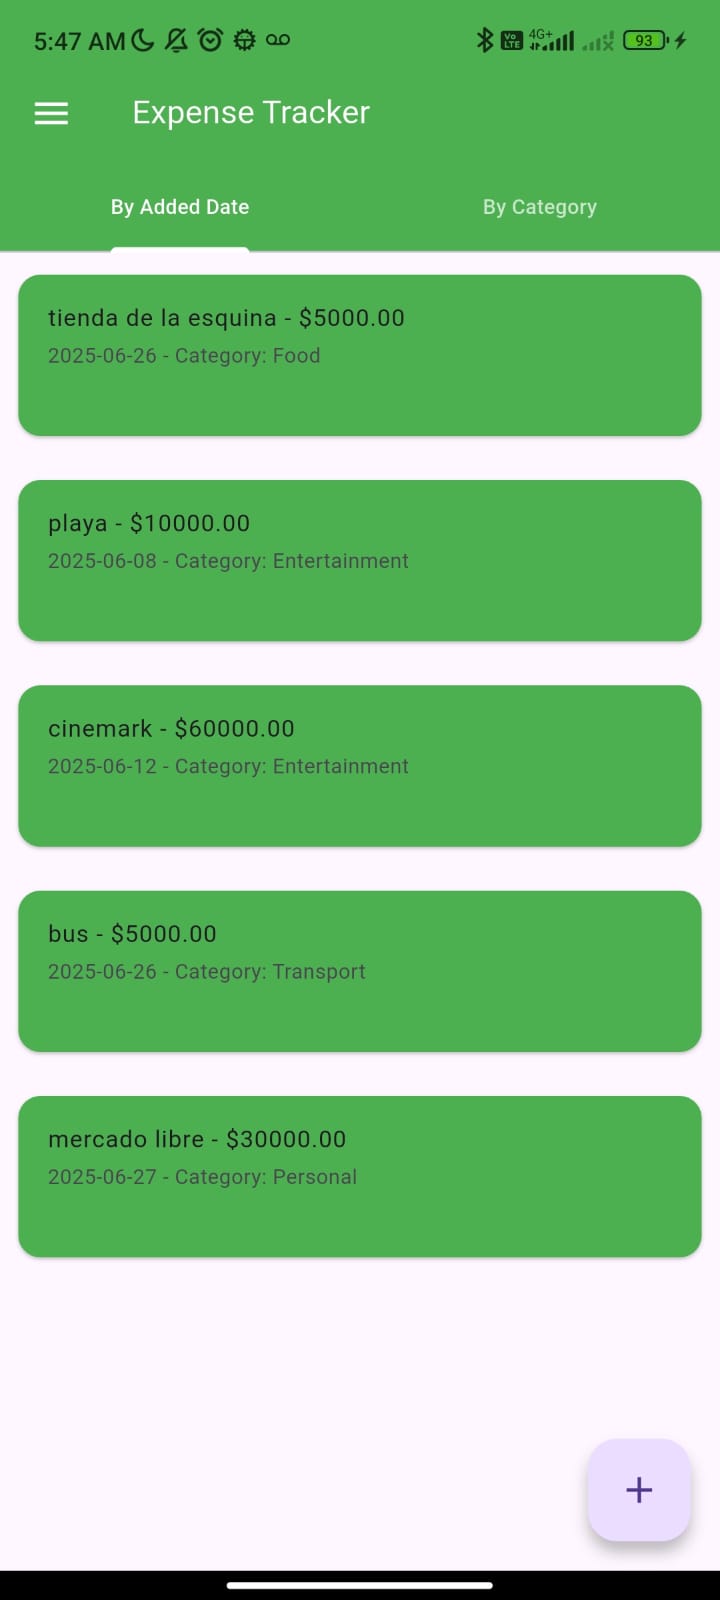 5:47 AM VoLTE 4G+ 93
Expense Tracker
By Added Date By Category
tienda de la esquina - $5000.00
2025-06-26 - Category: Food
playa - $10000.00
2025-06-08 - Category: Entertainment
cinemark - $60000.00
2025-06-12 - Category: Entertainment
bus - $5000.00
2025-06-26 - Category: Transport
mercado libre - $30000.00
2025-06-27 - Category: Personal